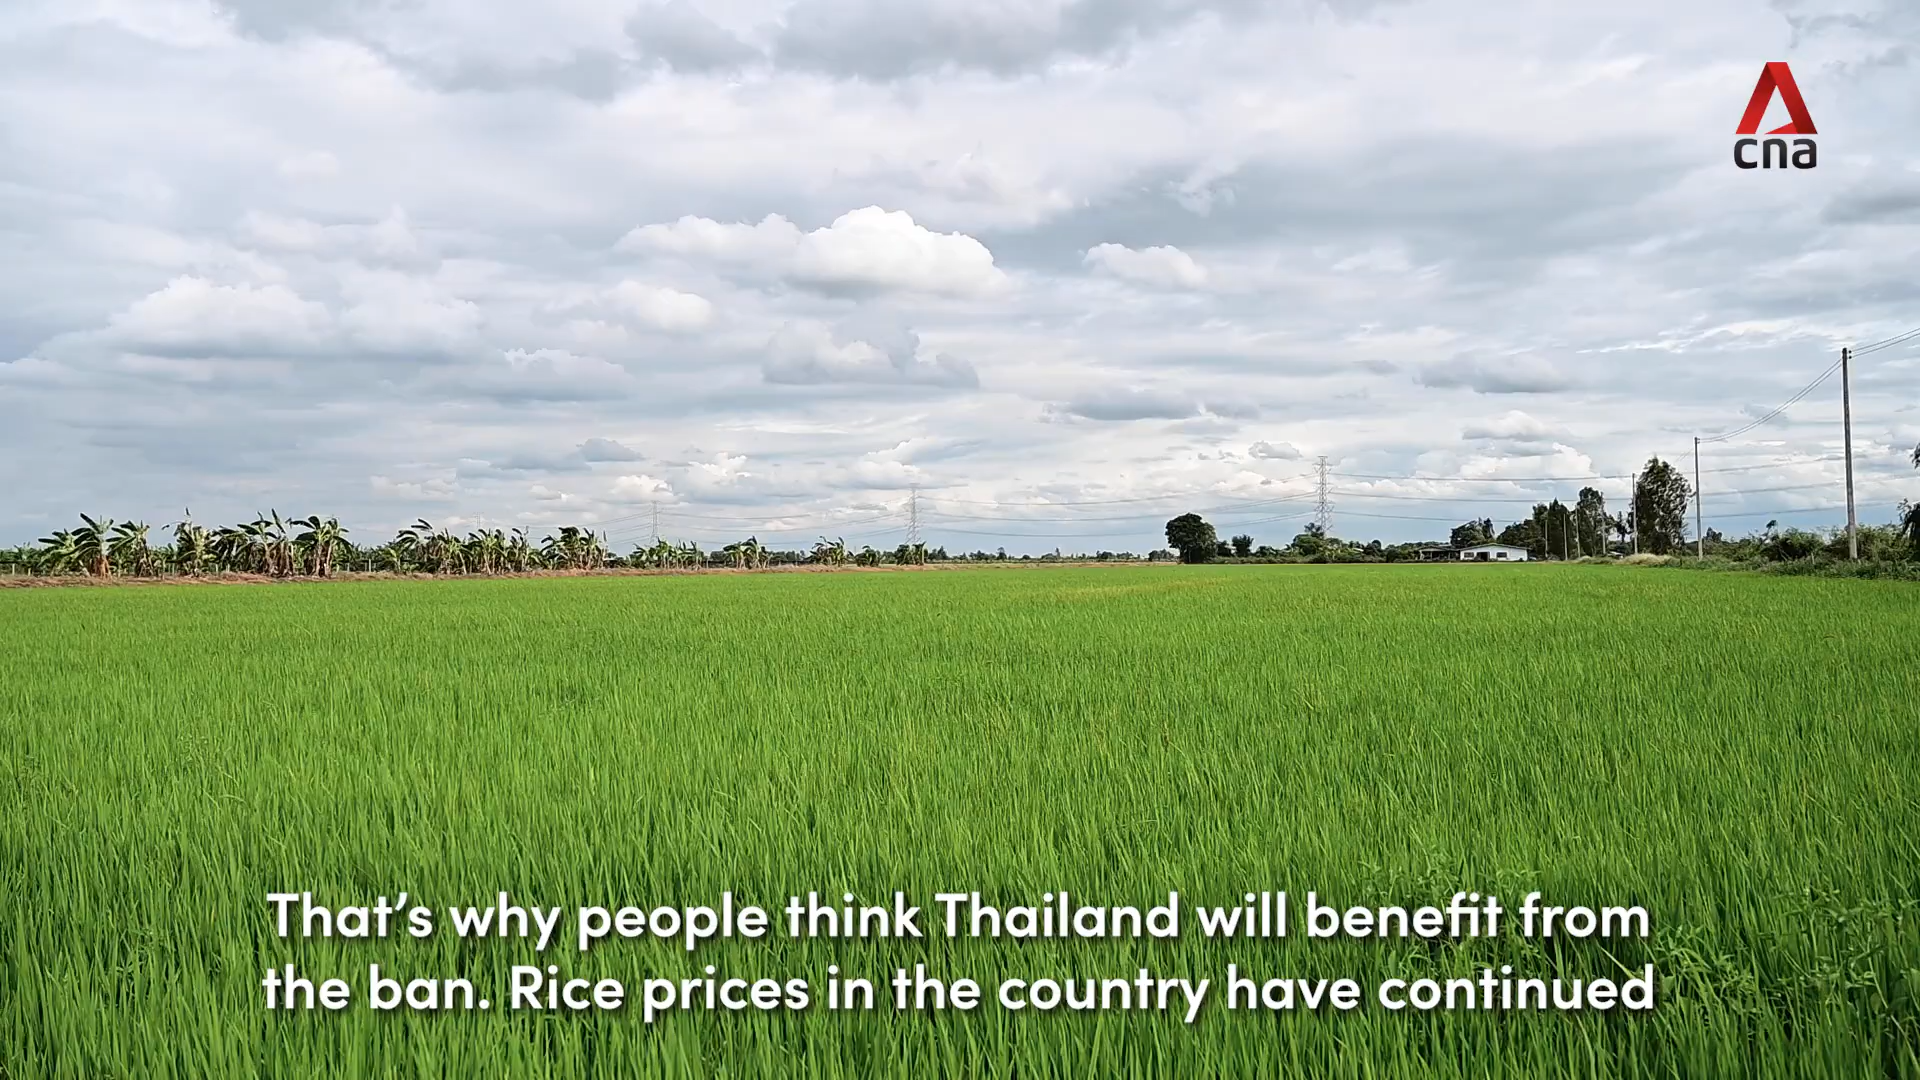 cna
That's why people think Thailand will benefit from
the ban. Rice prices in the country have continued